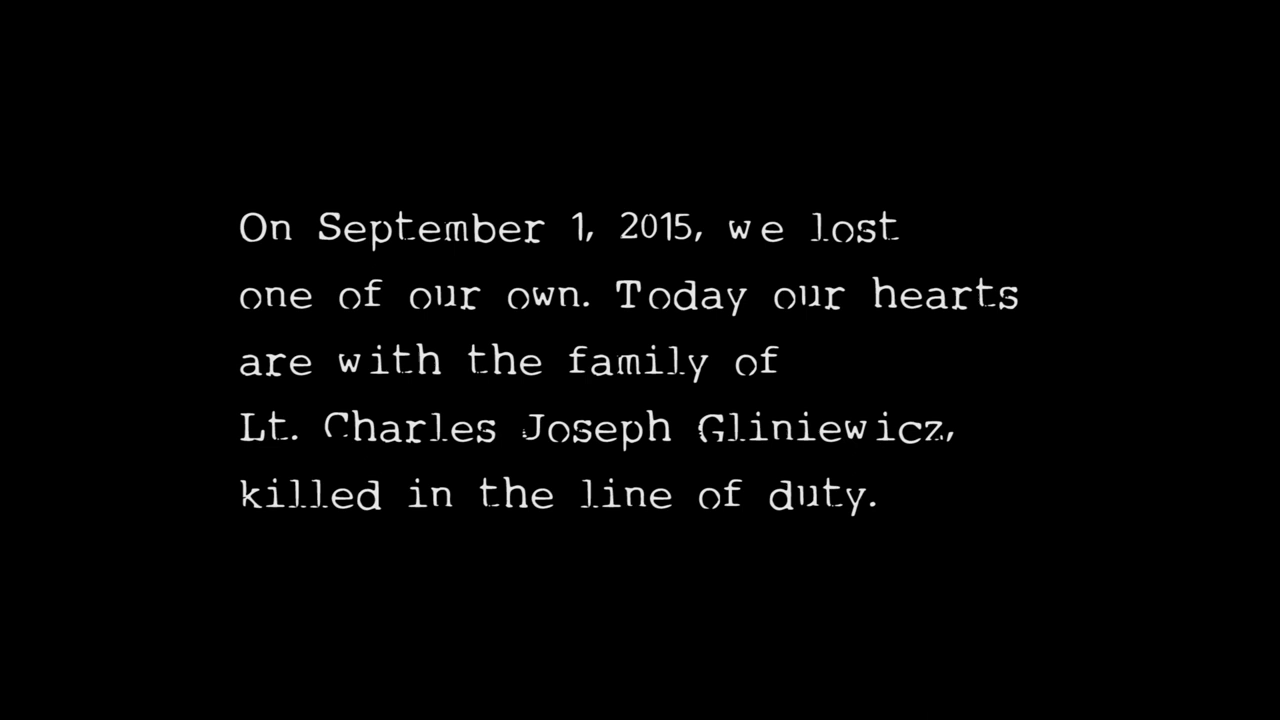 On September 1, 2015, we lost
one of our own. Today our hearts
are with the family of
Lt. Charles Joseph Gliniewicz,
killed in the line of duty.